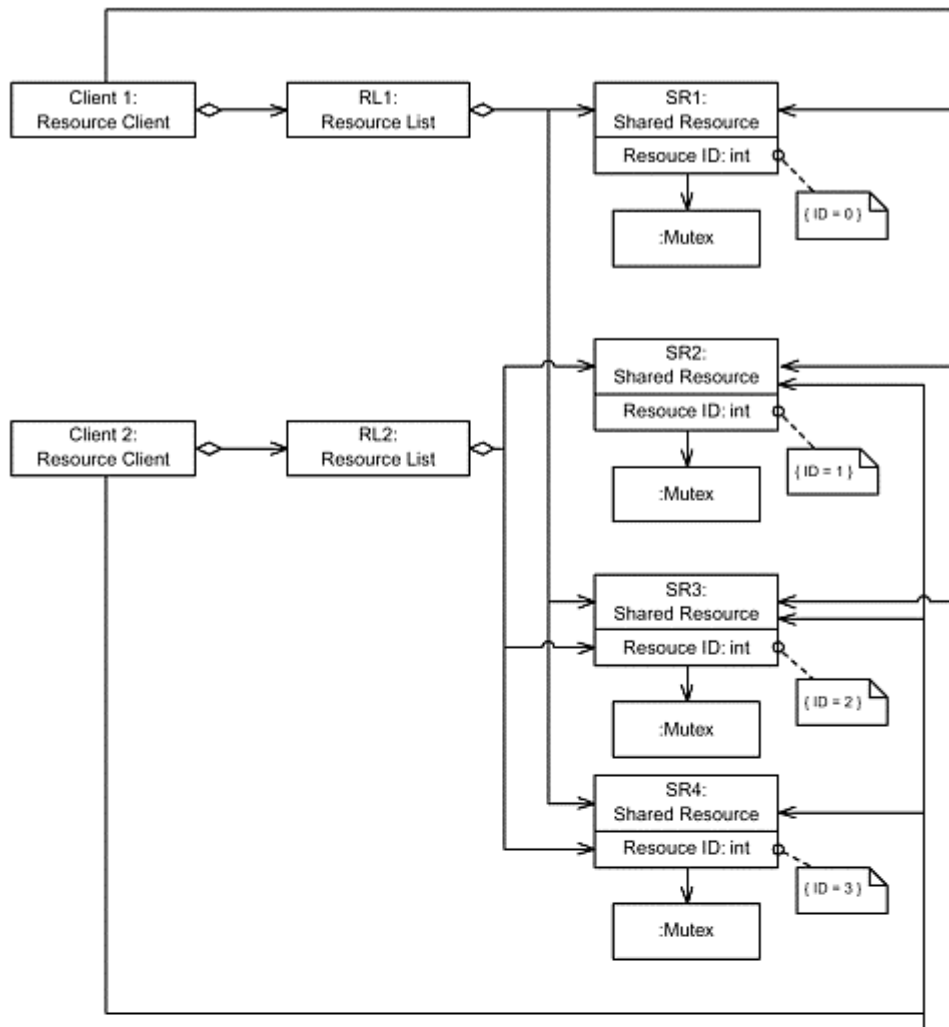 Client 1:
Resource Client
RL1:
Resource List
SR1:
Shared Resource
Resouce ID: int
{ ID = 0 }
:Mutex
SR2:
Shared Resource
Resouce ID: int
{ ID = 1 }
:Mutex
Client 2:
Resource Client
RL2:
Resource List
SR3:
Shared Resource
Resouce ID: int
{ ID = 2 }
:Mutex
SR4:
Shared Resource
Resouce ID: int
{ ID = 3 }
:Mutex